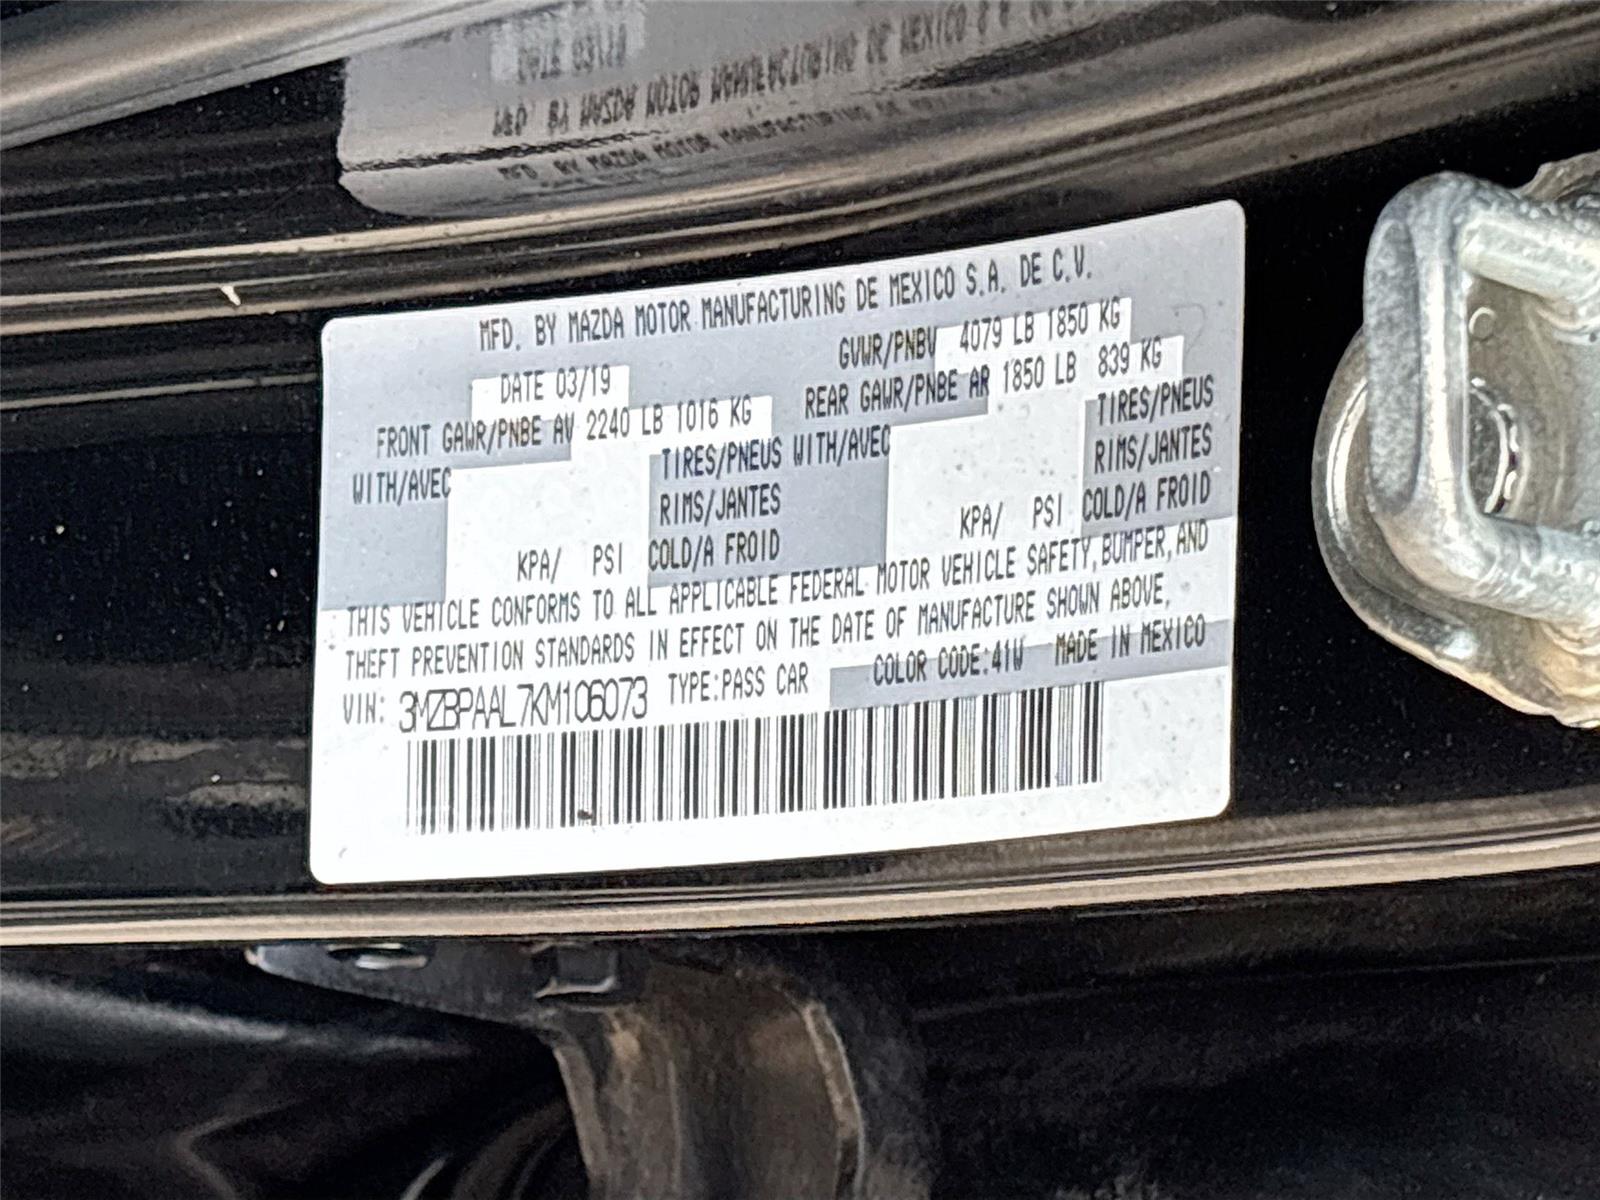 MFD. BY MAZDA MOTOR MANUFACTURING DE MEXICO S.A. DE C.V.
DATE 03/19 GVWR/PNBV 4079 LB 1850 KG
FRONT GAWR/PNBE AV 2240 LB 1016 KG REAR GAWR/PNBE AR 1850 LB 839 KG
WITH/AVEC TIRES/PNEUS WITH/AVEC TIRES/PNEUS
RIMS/JANTES RIMS/JANTES
KPA/ PSI COLD/A FROID KPA/ PSI COLD/A FROID
THIS VEHICLE CONFORMS TO ALL APPLICABLE FEDERAL MOTOR VEHICLE SAFETY, BUMPER, AND
THEFT PREVENTION STANDARDS IN EFFECT ON THE DATE OF MANUFACTURE SHOWN ABOVE.
VIN: 3MZBPAAL7KM106073 TYPE:PASS CAR COLOR CODE:41W MADE IN MEXICO